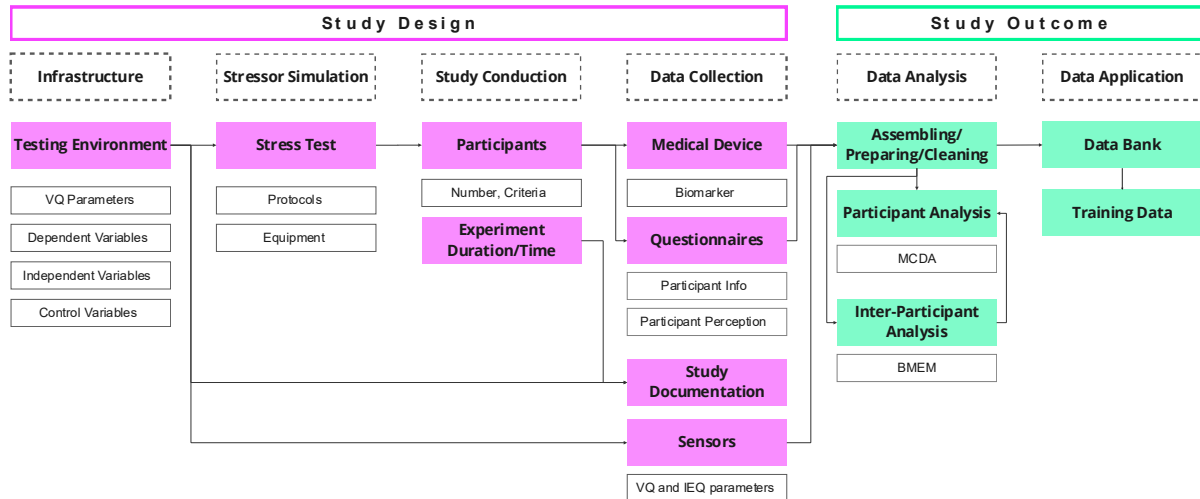 Study Design
Study Outcome
Infrastructure
Stressor Simulation
Study Conduction
Data Collection
Data Analysis
Data Application
Testing Environment
VQ Parameters
Dependent Variables
Independent Variables
Control Variables
Stress Test
Protocols
Equipment
Participants
Number, Criteria
Experiment
Duration/Time
Medical Device
Biomarker
Questionnaires
Participant Info
Participant Perception
Study
Documentation
Sensors
VQ and IEQ parameters
Assembling/
Preparing/Cleaning
Participant Analysis
MCDA
Inter-Participant
Analysis
BMEM
Data Bank
Training Data